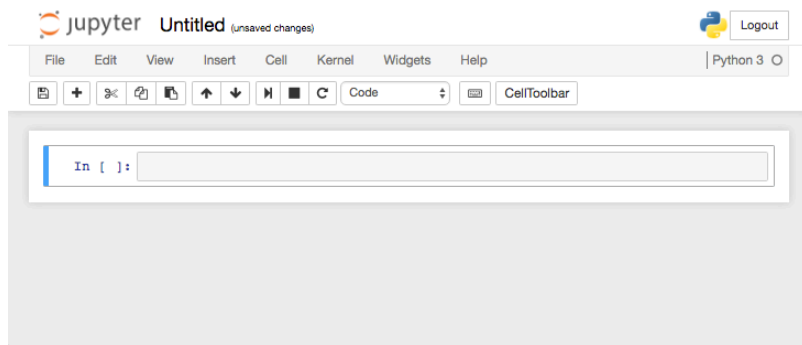 jupyter Untitled (unsaved changes) Logout
File Edit View Insert Cell Kernel Widgets Help Python 3
Code CellToolbar
In [ ]: